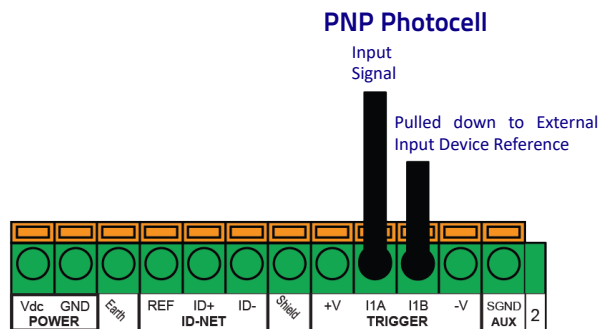 PNP Photocell
Input
Signal
Pulled down to External
Input Device Reference
Vdc GND Earth REF ID+ ID- Shield +V I1A I1B -V SGND 2
POWER ID-NET TRIGGER AUX